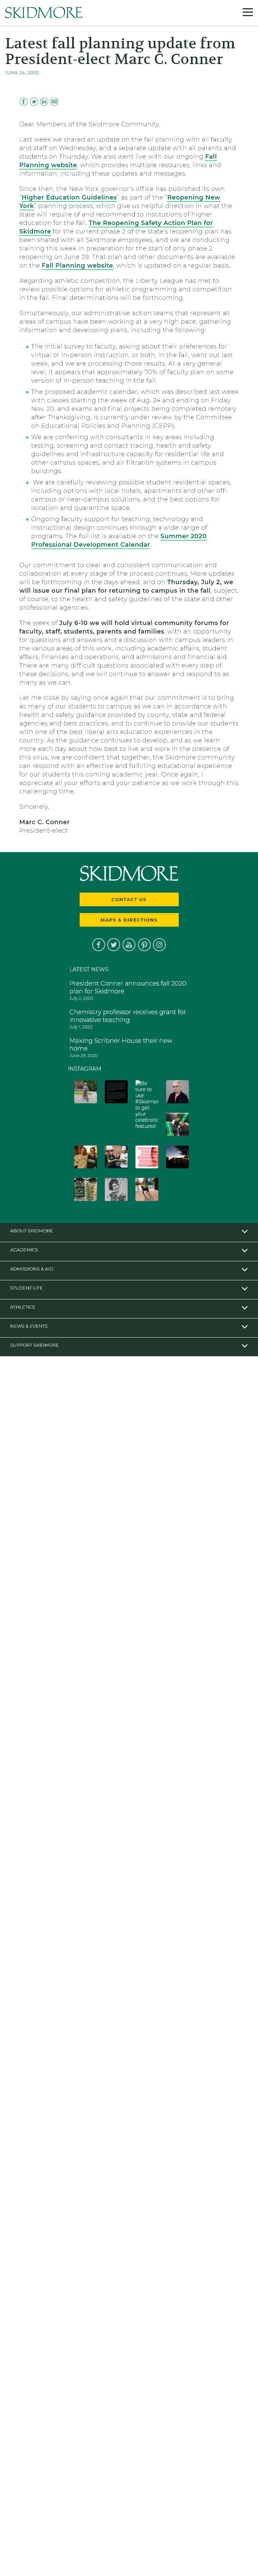 SKIDMORE
Latest fall planning update from
President-elect Marc C. Conner
JUNE 24, 2020
Dear Members of the Skidmore Community,
Last week we shared an update on the fall planning with all faculty
and staff on Wednesday, and a separate update with all parents and
students on Thursday. We also went live with our ongoing Fall
Planning website, which provides multiple resources, links and
information, including these updates and messages.
Since then, the New York governor's office has published its own
"Higher Education Guidelines" as part of the "Reopening New
York" planning process, which give us helpful direction in what the
state will require of and recommend to institutions of higher
education for the fall. The Reopening Safety Action Plan for
Skidmore for the current phase 2 of the state's reopening plan has
been shared with all Skidmore employees, and we are conducting
training this week in preparation for the start of only phase 2
reopening on June 29. That plan and other documents are available
on the Fall Planning website, which is updated on a regular basis.
Regarding athletic competition, the Liberty League has met to
review possible options for athletic programming and competition
in the fall. Final determinations will be forthcoming.
Simultaneously, our administrative action teams that represent all
areas of campus have been working at a very high pace, gathering
information and developing plans, including the following:
The initial survey to faculty, asking about their preferences for
virtual or in-person instruction, or both, in the fall, went out last
week, and we are processing those results. At a very general
level, it appears that approximately 70% of faculty plan on some
version of in-person teaching in the fall.
The proposed academic calendar, which was described last week
with classes starting the week of Aug. 24 and ending on Friday
Nov. 20, and exams and final projects being completed remotely
after Thanksgiving, is currently under review by the Committee
on Educational Policies and Planning (CEPP).
We are conferring with consultants in key areas including
testing, screening and contact tracing, health and safety
guidelines and infrastructure capacity for residential life and
other campus spaces, and air filtration systems in campus
buildings.
We are carefully reviewing possible student residential spaces,
including options with local hotels, apartments and other off-
campus or near-campus solution, and the options for
isolation and quarantine space.
Ongoing faculty support for teaching, technology and
instructional design continues through a wide range of
programs. The full list is available on the Summer 2020
Professional Development Calendar.
Our commitment to clear and consistent communication and
collaboration at every stage of the process continues. More updates
will be forthcoming in the days ahead, and on Thursday, July 2, we
will issue our final plan for returning to campus in the fall, subject,
of course, to the health and safety guidelines of the state and other
professional agencies.
The week of July 6-10 we will hold virtual community forums for
faculty, staff, students, parents and families, with an opportunity
for questions and answers with subject matter and campus leaders in
the various areas of this work, including academic affairs, student
affairs, finances and operations, and admissions and financial aid.
There are many difficult questions associated with every step of
these decisions, and we will continue to answer and respond to as
many as we can.
Let me close by saying once again that our commitment is to bring
as many of our students to campus as we can in accordance with
health and safety guidance provided by county, state and federal
agencies and to continue to provide our students
with one of the best liberal arts education experiences in the
country. As the guidance continues to develop, and as we learn
more each day about how best to live and work in the presence of
this virus, we are confident that together, the Skidmore community
can respond with an effective and fulfilling educational experience
for our students this coming academic year. Once again, I
appreciate all your efforts and your patience as we work through this
challenging time.
Sincerely,
Marc C. Conner
President-elect
SKIDMORE
CONTACT US
MAPS & DIRECTIONS
LATEST NEWS
President Conner announces fall 2020
plan for Skidmore
July 2, 2020
Chemistry professor receives grant for
innovative teaching
July 1, 2020
Making Scribner House their new
home
June 29, 2020
INSTAGRAM
Be
sure to
use
#Skidmor
to get
your
celebratio
featured
ABOUT SKIDMORE
ACADEMICS
ADMISSIONS & AID
STUDENT LIFE
ATHLETICS
NEWS & EVENTS
SUPPORT SKIDMORE